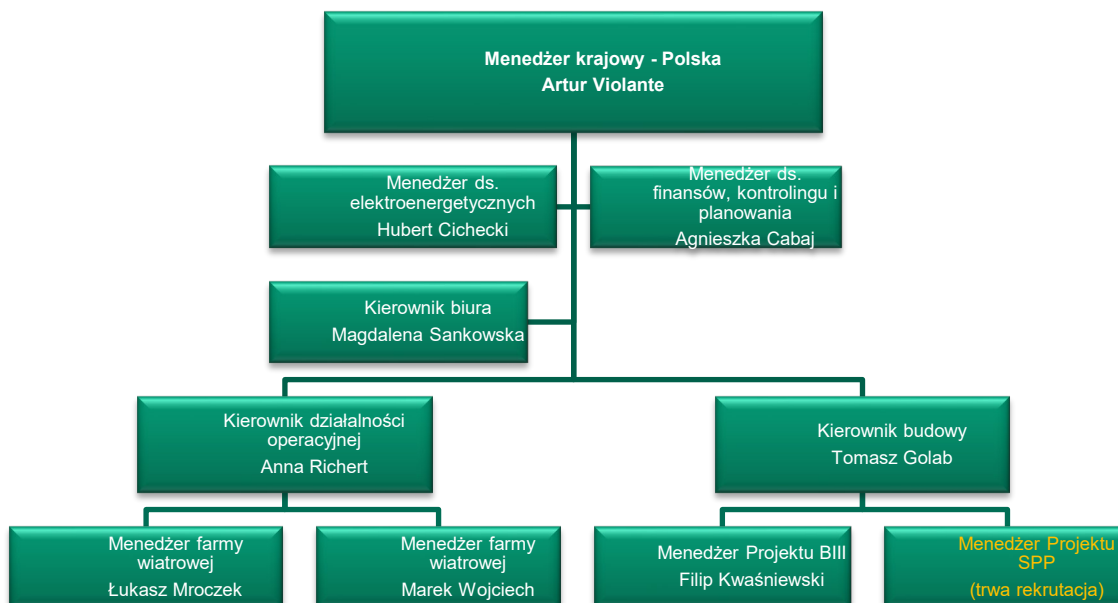 Menedżer krajowy - Polska
Artur Violante
Menedżer ds.
elektroenergetycznych
Hubert Cichecki
Menedżer ds.
finansów, kontrolingu i
planowania
Agnieszka Cabaj
Kierownik biura
Magdalena Sankowska
Kierownik działalności
operacyjnej
Anna Richert
Kierownik budowy
Tomasz Golab
Menedżer farmy
wiatrowej
Łukasz Mroczek
Menedżer farmy
wiatrowej
Marek Wojciech
Menedżer Projektu BIII
Filip Kwaśniewski
Menedżer Projektu
SPP
(trwa rekrutacja)